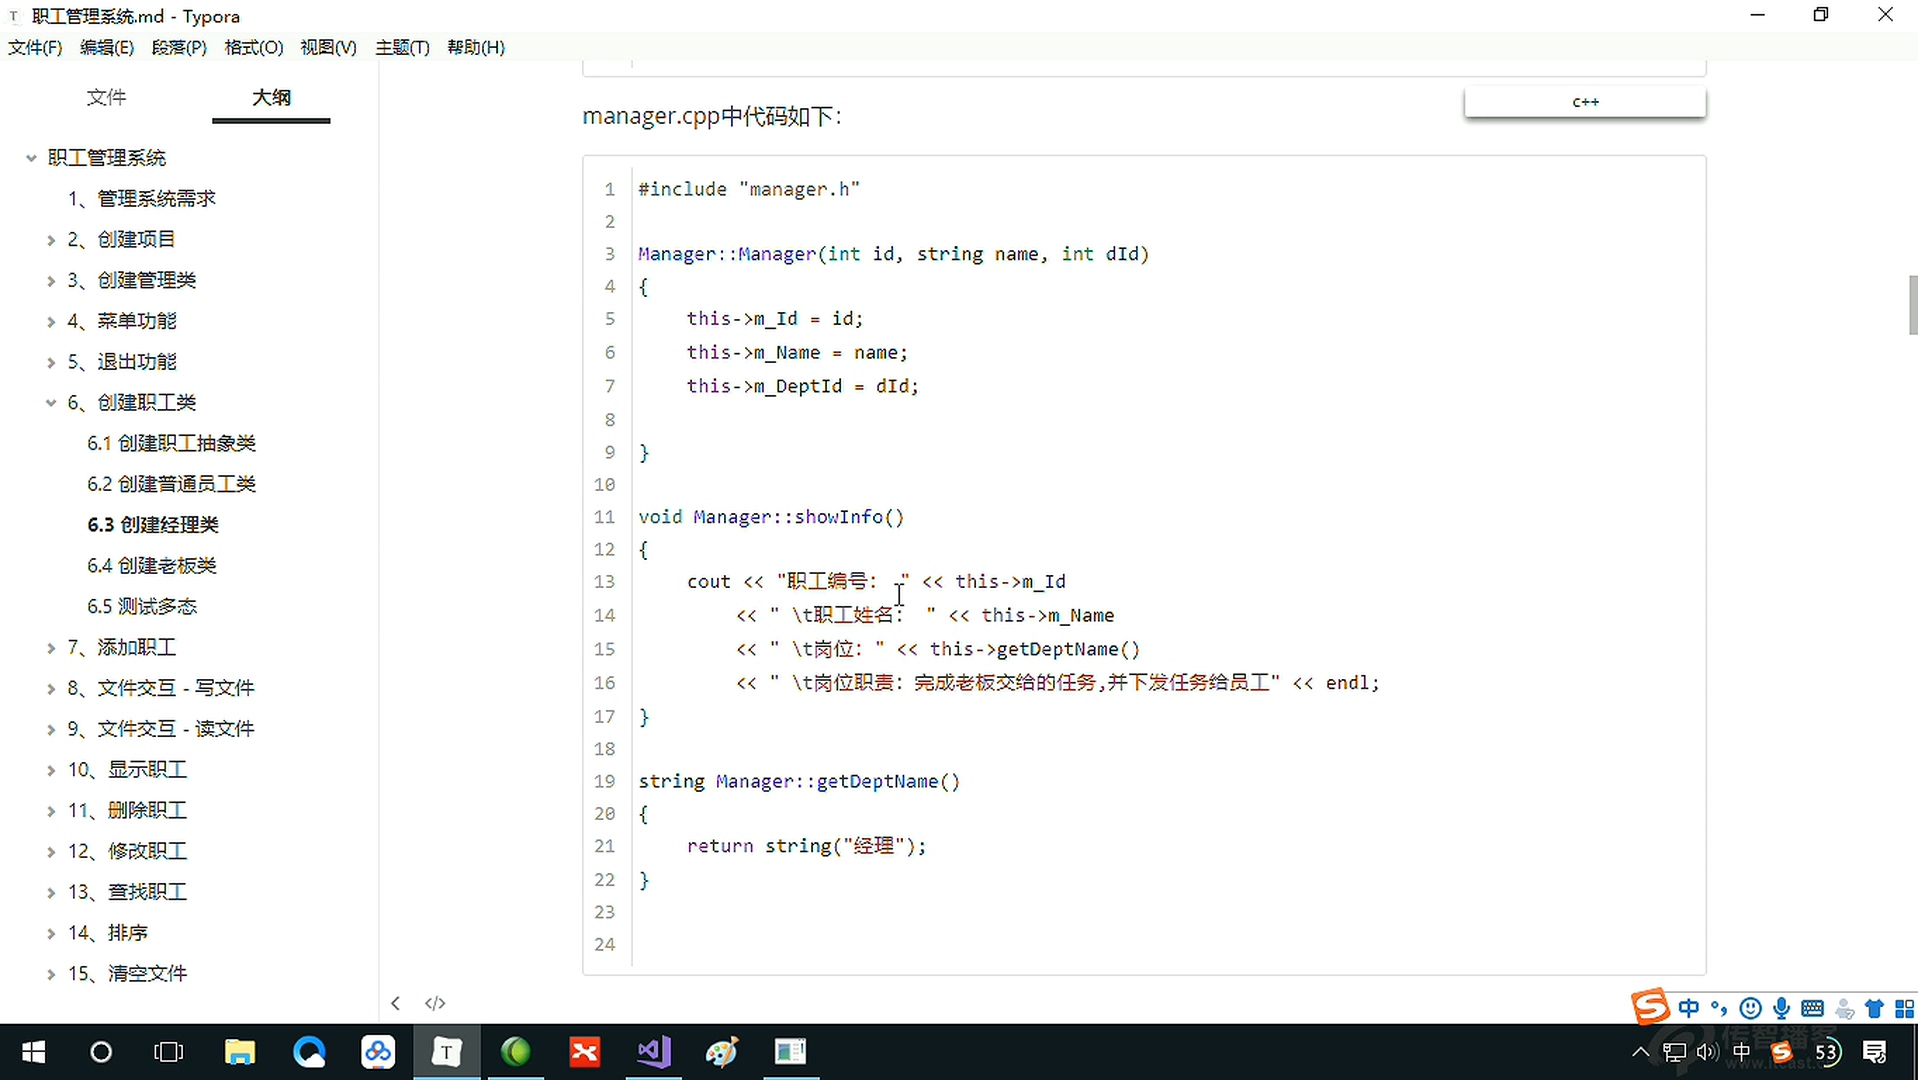 职工管理系统.md - Typora
文件(F) 编辑(E) 段落(P) 格式(O) 视图(V) 主题(T) 帮助(H)
文件 大纲
职工管理系统
1、管理系统需求
2、创建项目
3、创建管理类
4、菜单功能
5、退出功能
6、创建职工类
6.1 创建职工抽象类
6.2 创建普通员工类
6.3 创建经理类
6.4 创建老板类
6.5 测试多态
7、添加职工
8、文件交互 - 写文件
9、文件交互 - 读文件
10、显示职工
11、删除职工
12、修改职工
13、查找职工
14、排序
15、清空文件
manager.cpp中代码如下：
c++
1 #include "manager.h"
2
3 Manager::Manager(int id, string name, int dId)
4 {
5     this->m_Id = id;
6     this->m_Name = name;
7     this->m_DeptId = dId;
8
9 }
10
11 void Manager::showInfo()
12 {
13     cout << "职工编号： " << this->m_Id
14         << " \t职工姓名： " << this->m_Name
15         << " \t岗位：" << this->getDeptName()
16         << " \t岗位职责：完成老板交给的任务,并下发任务给员工" << endl;
17 }
18
19 string Manager::getDeptName()
20 {
21     return string("经理");
22 }
23
24
</> 
中
T
中 53
传智播客